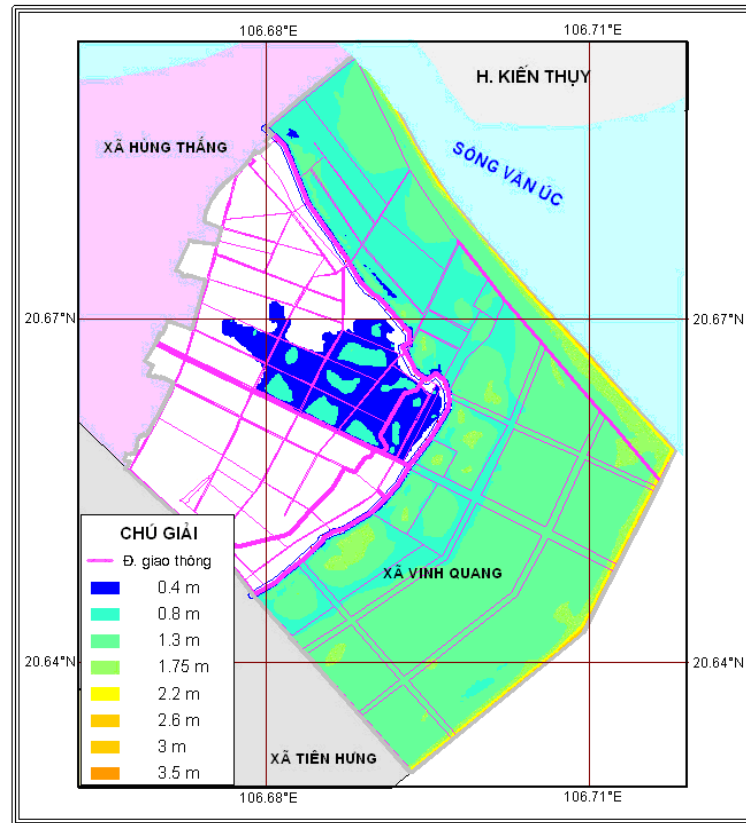 106.68°E
106.71°E
H. KIẾN THỤY
XÃ HÙNG THẮNG
SÔNG VĂN ÚC
20.67°N
20.67°N
CHÚ GIẢI
Đ. giao thông
0.4 m
0.8 m
1.3 m
1.75 m
2.2 m
2.6 m
3 m
3.5 m
XÃ VINH QUANG
20.64°N
20.64°N
XÃ TIÊN HƯNG
106.68°E
106.71°E